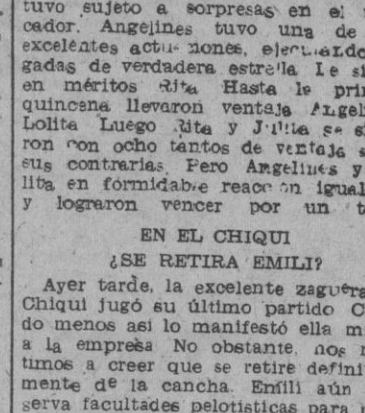 tuvo sujeto a sorpresas en el
cador. Angelines tuvo una de
excelentes
gadas de verdadera estrella Le si
en méritos Rita Hasta le pri
quincena llevaron ventaja Angel
Lolita Luego Rita y Julita se s
ron con ocho tantos de ventaja s
sus contrarias. Pero Angelines y
lita en formidable reacción igual
y lograron vencer por un t
EN EL CHIQUI
¿SE RETIRA EMILI?
Ayer tarde, la excelente zaguera
Chiqui jugó su último partido C
do menos así lo manifestó ella m
a la empresa No obstante, nos r
timos a creer que se retire defini
mente de la cancha. Emili aún
serva facultades pelotísticas para